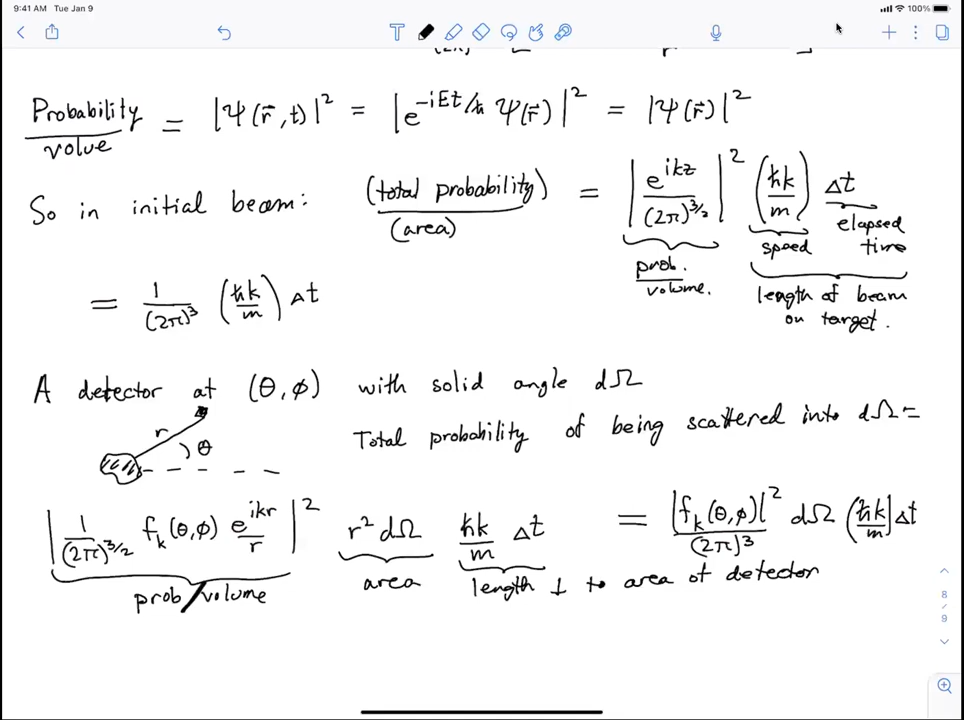 9:41 AM Tue Jan 9
100%
Probability / volve = |Ψ(r⃗,t)|² = |e^{-iEt/ħ} Ψ(r⃗)|² = |Ψ(r⃗)|²
So in initial beam: (total probability) / (area) = |e^{ikz} / (2π)^{3/2}|² (ħk/m) Δt
prob. / volume. speed elapsed time
length of beam on target.
= 1/(2π)³ (ħk/m) Δt
A detector at (θ,φ) with solid angle dΩ
r θ
Total probability of being scattered into dΩ =
|1/(2π)^{3/2} f_k(θ,φ) e^{ikr}/r|² r² dΩ ħk/m Δt = |f_k(θ,φ)|²/(2π)³ dΩ (ħk/m) Δt
prob/volume area length ⊥ to area of detector
8 / 9